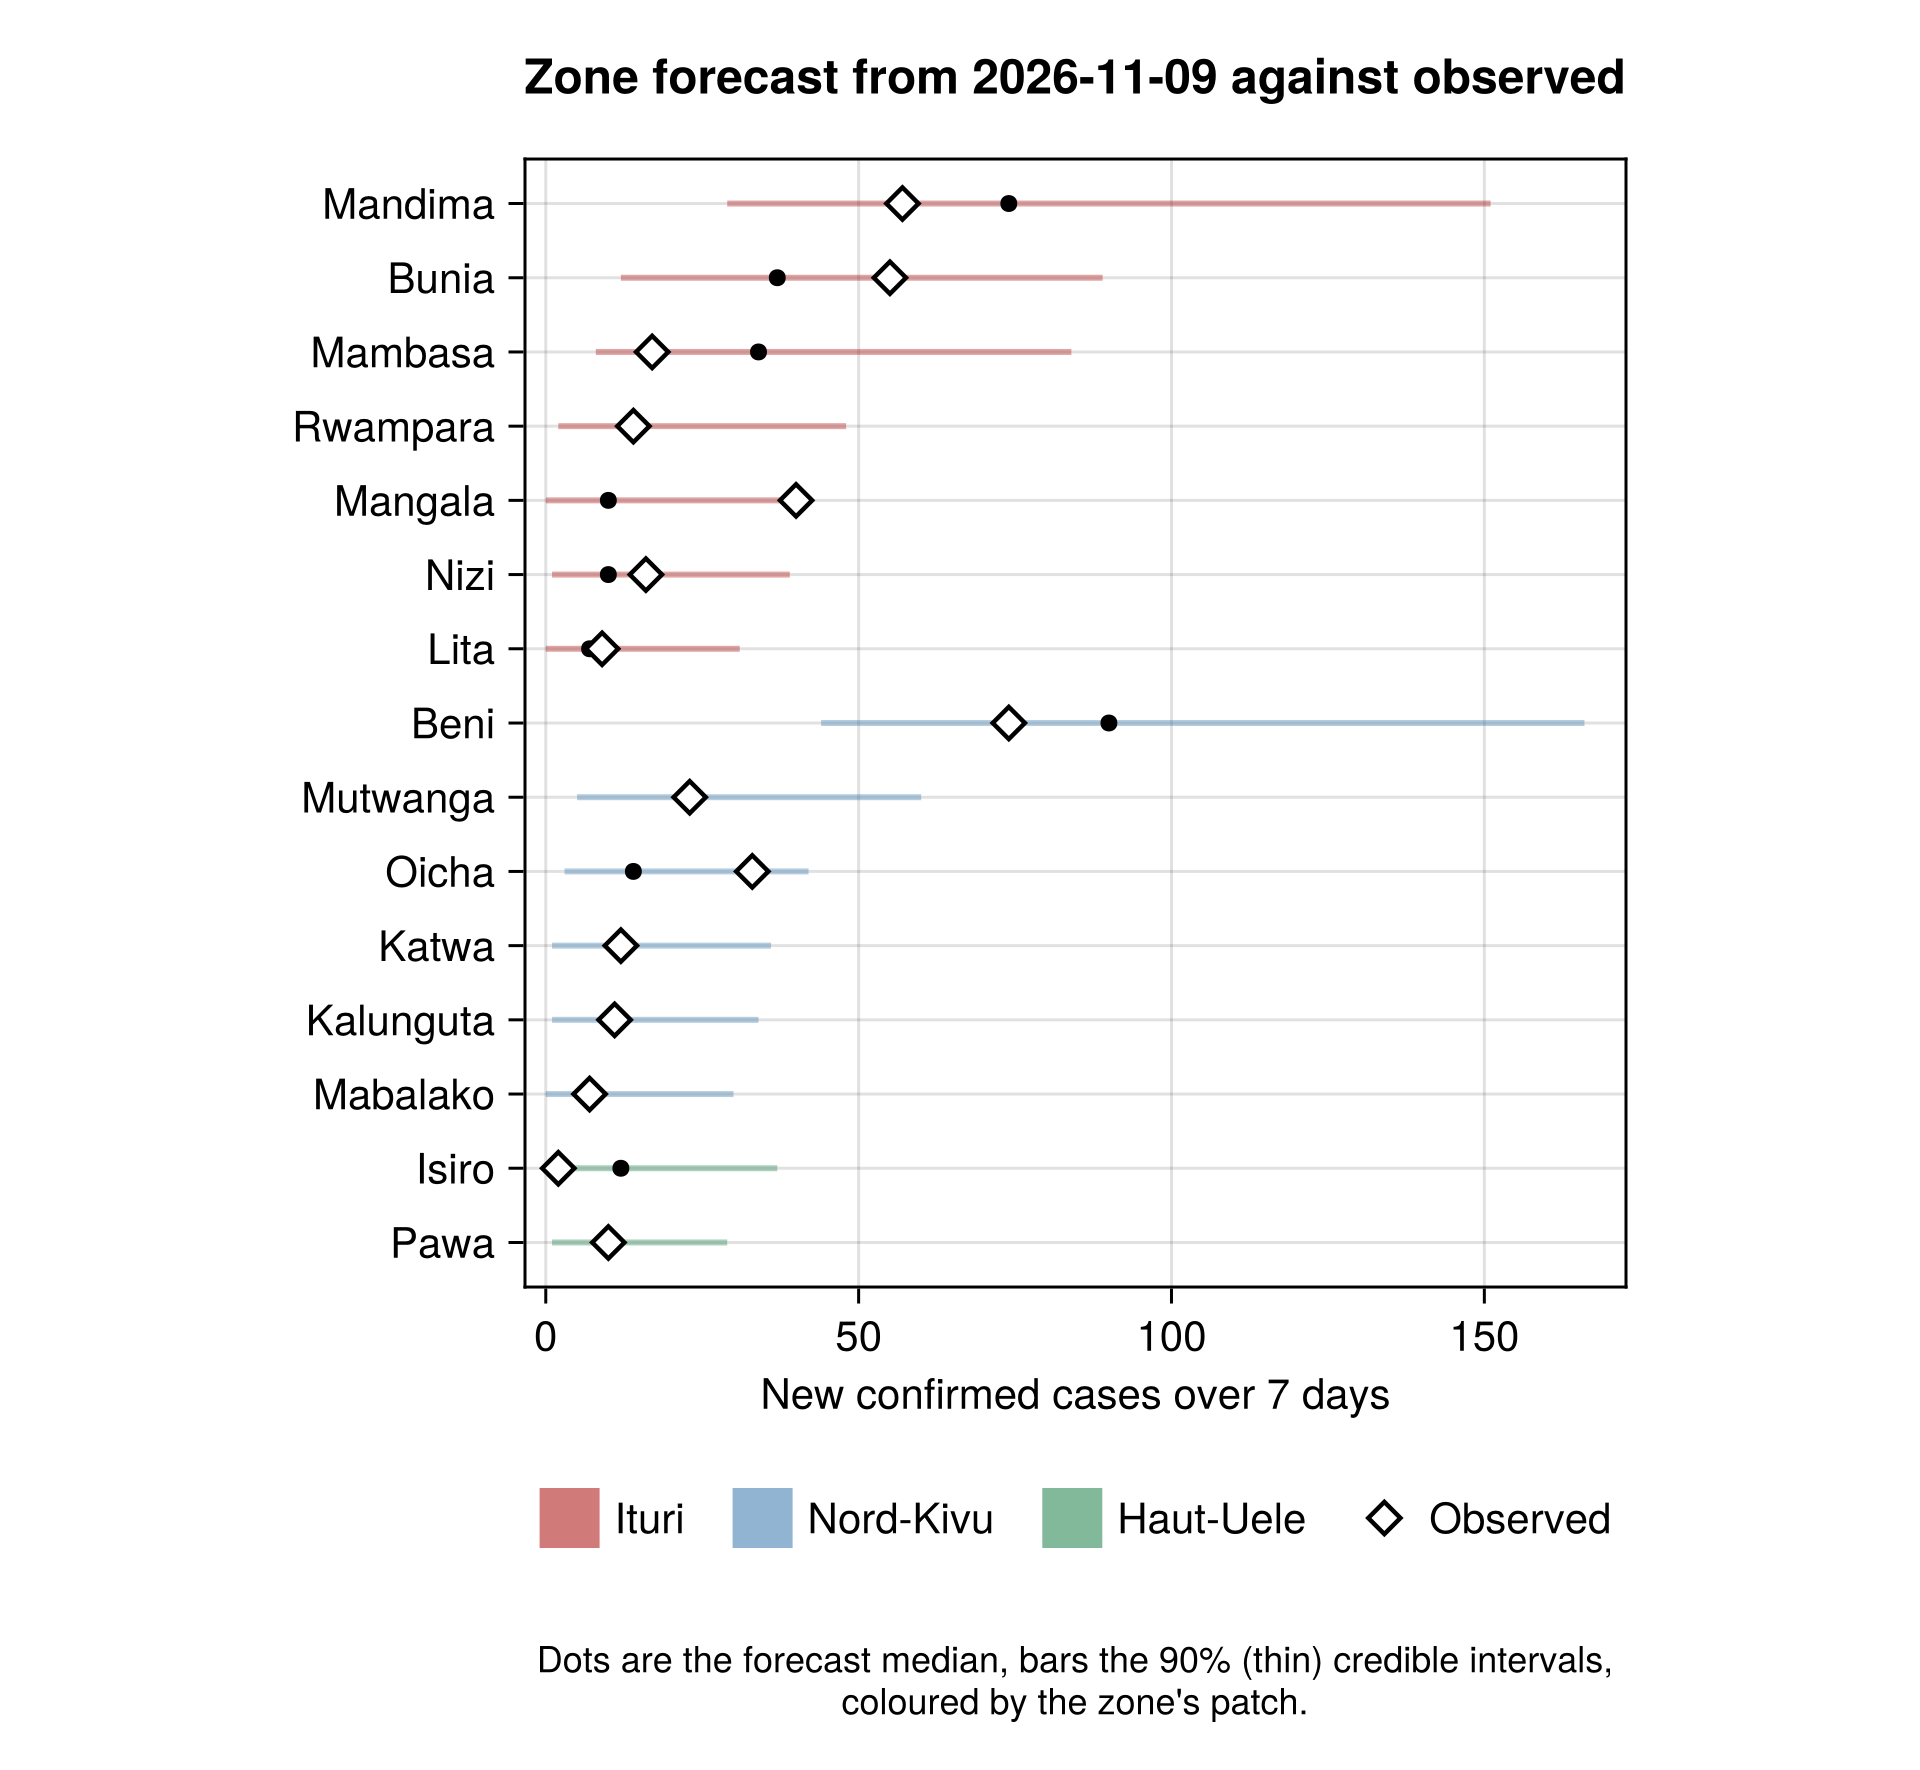 Zone forecast from 2026-11-09 against observed
Mandima
Bunia
Mambasa
Rwampara
Mangala
Nizi
Lita
Beni
Mutwanga
Oicha
Katwa
Kalunguta
Mabalako
Isiro
Pawa
0 50 100 150
New confirmed cases over 7 days
Ituri Nord-Kivu Haut-Uele Observed
Dots are the forecast median, bars the 90% (thin) credible intervals,
coloured by the zone's patch.